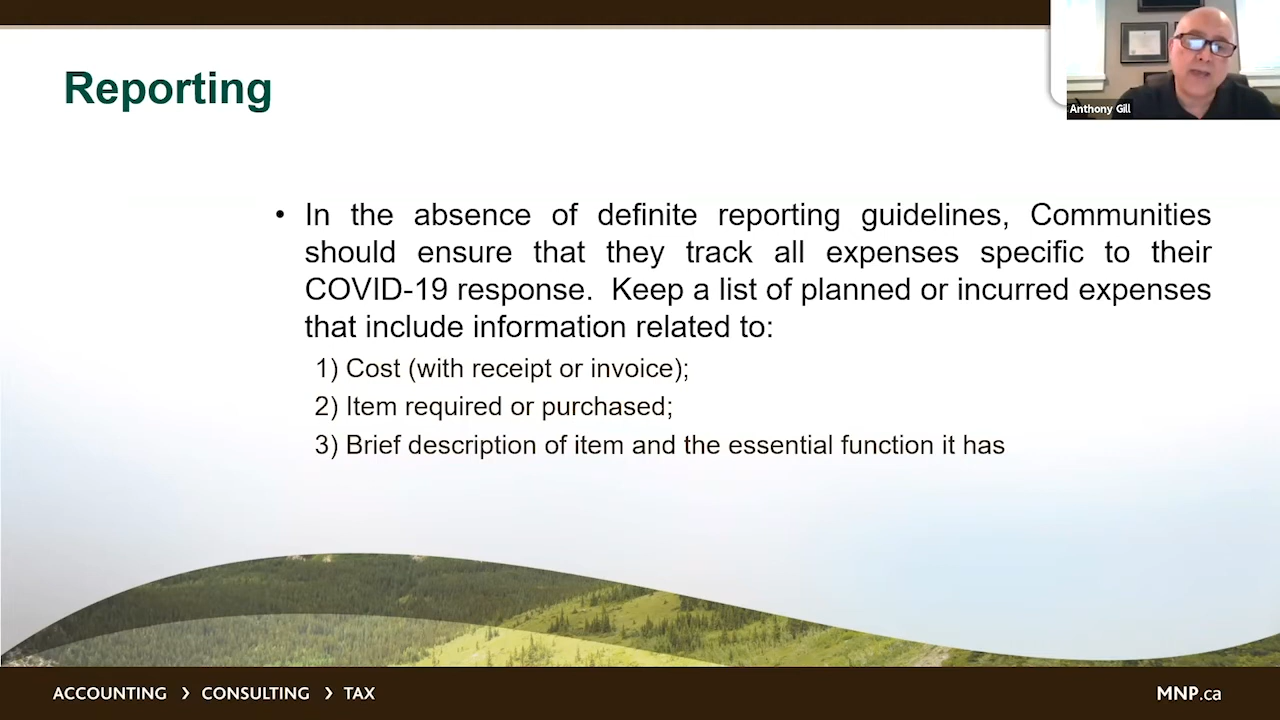 Reporting
Anthony Gill
• In the absence of definite reporting guidelines, Communities
should ensure that they track all expenses specific to their
COVID-19 response. Keep a list of planned or incurred expenses
that include information related to:
1) Cost (with receipt or invoice);
2) Item required or purchased;
3) Brief description of item and the essential function it has
ACCOUNTING › CONSULTING › TAX
MNP.ca